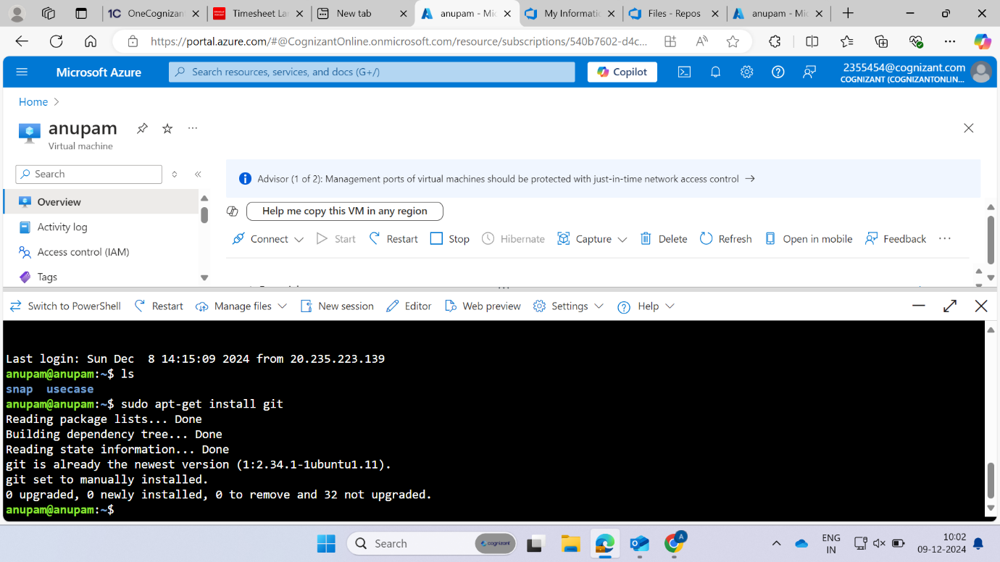 1C OneCognizan
Timesheet La
New tab
anupam - Mic
My Informatic
Files - Repos
anupam - Mic
https://portal.azure.com/#@CognizantOnline.onmicrosoft.com/resource/subscriptions/540b7602-d4c...
Microsoft Azure
Search resources, services, and docs (G+/)
Copilot
2355454@cognizant.com
COGNIZANT (COGNIZANTONLIN...
Home
anupam
Virtual machine
Search
Advisor (1 of 2): Management ports of virtual machines should be protected with just-in-time network access control
Overview
Help me copy this VM in any region
Activity log
Connect Start Restart Stop Hibernate Capture Delete Refresh Open in mobile Feedback
Access control (IAM)
Tags
Switch to PowerShell Restart Manage files New session Editor Web preview Settings Help
Last login: Sun Dec  8 14:15:09 2024 from 20.235.223.139
anupam@anupam:~$ ls
snap  usecase
anupam@anupam:~$ sudo apt-get install git
Reading package lists... Done
Building dependency tree... Done
Reading state information... Done
git is already the newest version (1:2.34.1-1ubuntu1.11).
git set to manually installed.
0 upgraded, 0 newly installed, 0 to remove and 32 not upgraded.
anupam@anupam:~$
Search
cognizant
A
ENG
IN
10:02
09-12-2024